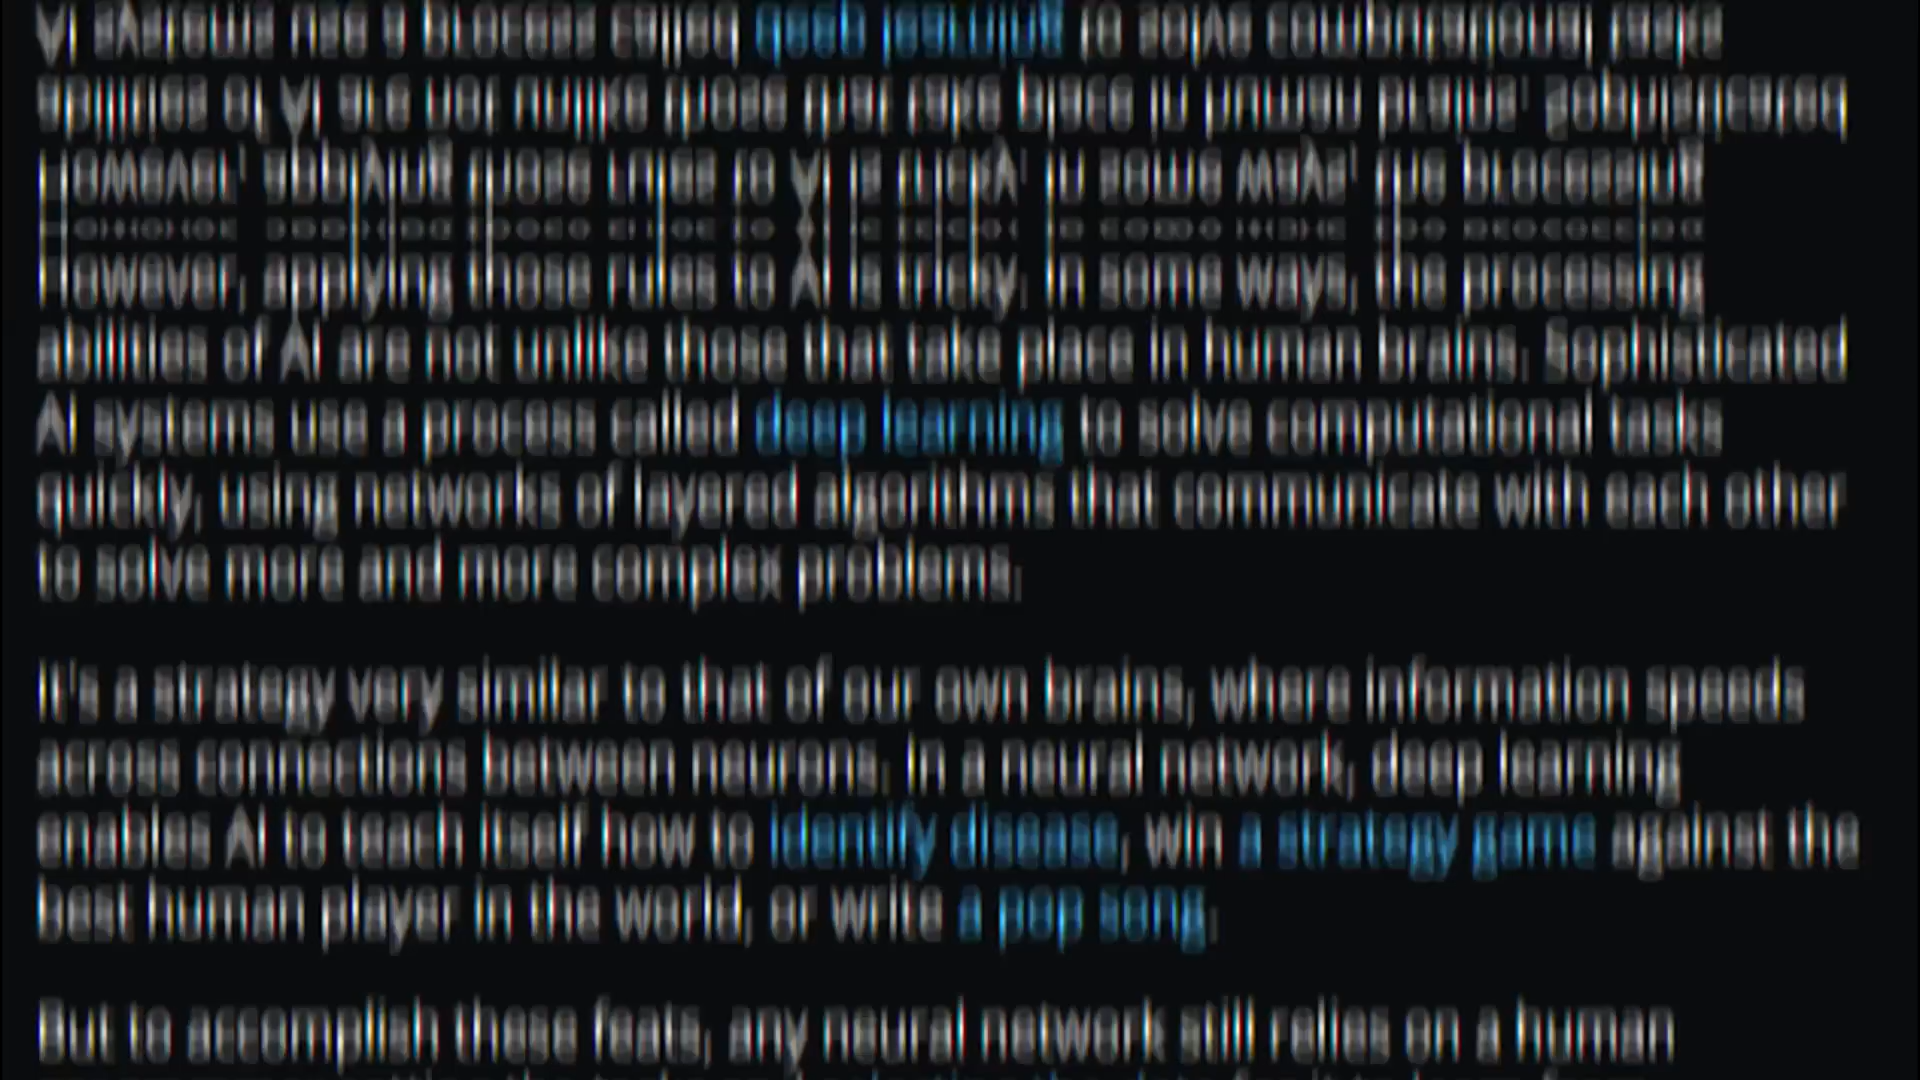 However, applying those rules to AI is tricky. In some ways, the processing
abilities of AI are not unlike those that take place in human brains. Sophisticated
AI systems use a process called deep learning to solve computational tasks
quickly, using networks of layered algorithms that communicate with each other
to solve more and more complex problems.
It's a strategy very similar to that of our own brains, where information speeds
across connections between neurons. In a neural network, deep learning
enables AI to teach itself how to identify disease, win a strategy game against the
best human player in the world, or write a pop song.
But to accomplish these feats, any neural network still relies on a human